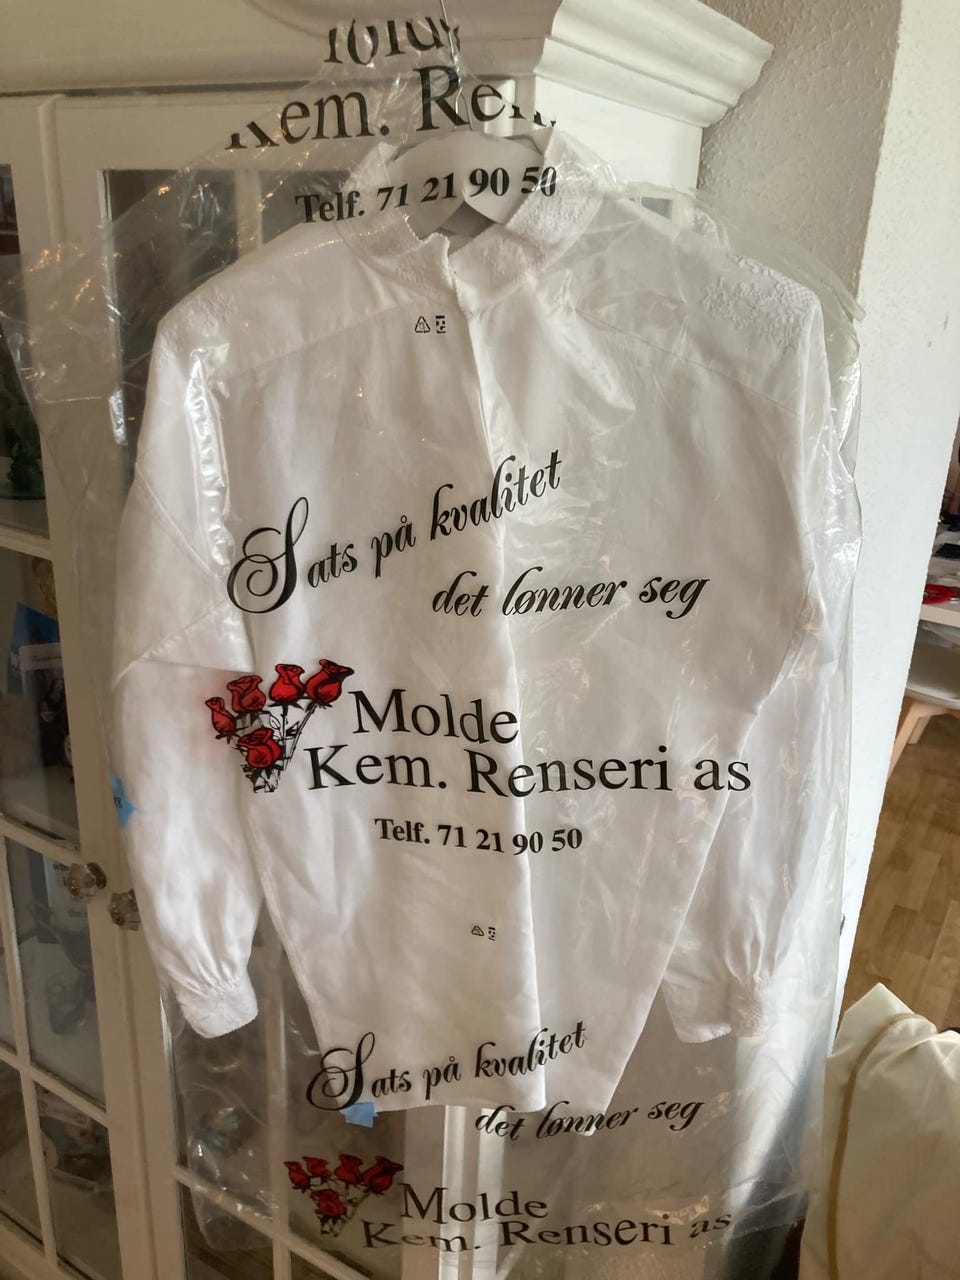 Kem. Ren
Telf. 71 21 90 50
Sats på kvalitet
det lønner seg
Molde
Kem. Renseri as
Telf. 71 21 90 50
Sats på kvalitet
det lønner seg
Molde
Kem. Renseri as